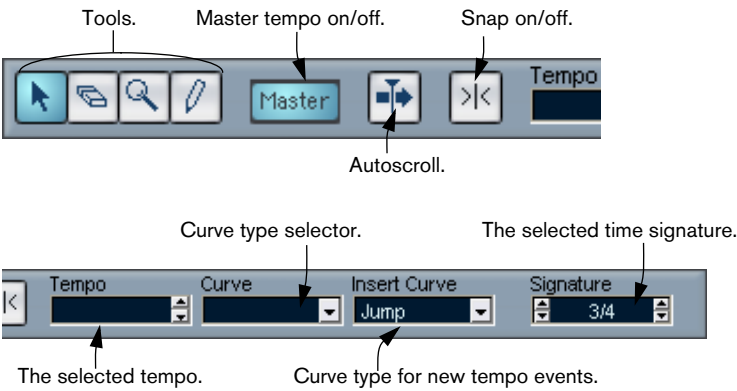 Tools.
Master tempo on/off.
Snap on/off.
Master
Tempo
Autoscroll.
Curve type selector.
The selected time signature.
Tempo
Curve
Insert Curve
Signature
Jump
3/4
The selected tempo.
Curve type for new tempo events.